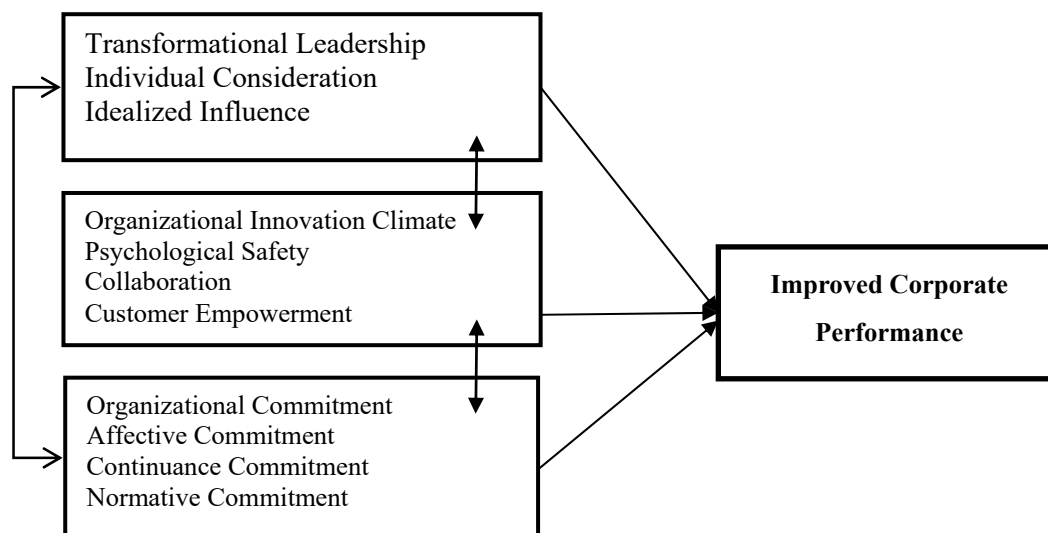 Transformational Leadership
Individual Consideration
Idealized Influence
Organizational Innovation Climate
Psychological Safety
Collaboration
Customer Empowerment
Organizational Commitment
Affective Commitment
Continuance Commitment
Normative Commitment
Improved Corporate
Performance